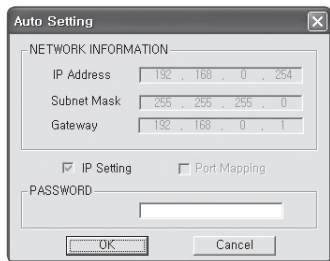 Auto Setting
NETWORK INFORMATION
IP Address 192 . 168 . 0 . 254
Subnet Mask 255 . 255 . 255 . 0
Gateway 192 . 168 . 0 . 1
IP Setting Port Mapping
PASSWORD
OK Cancel